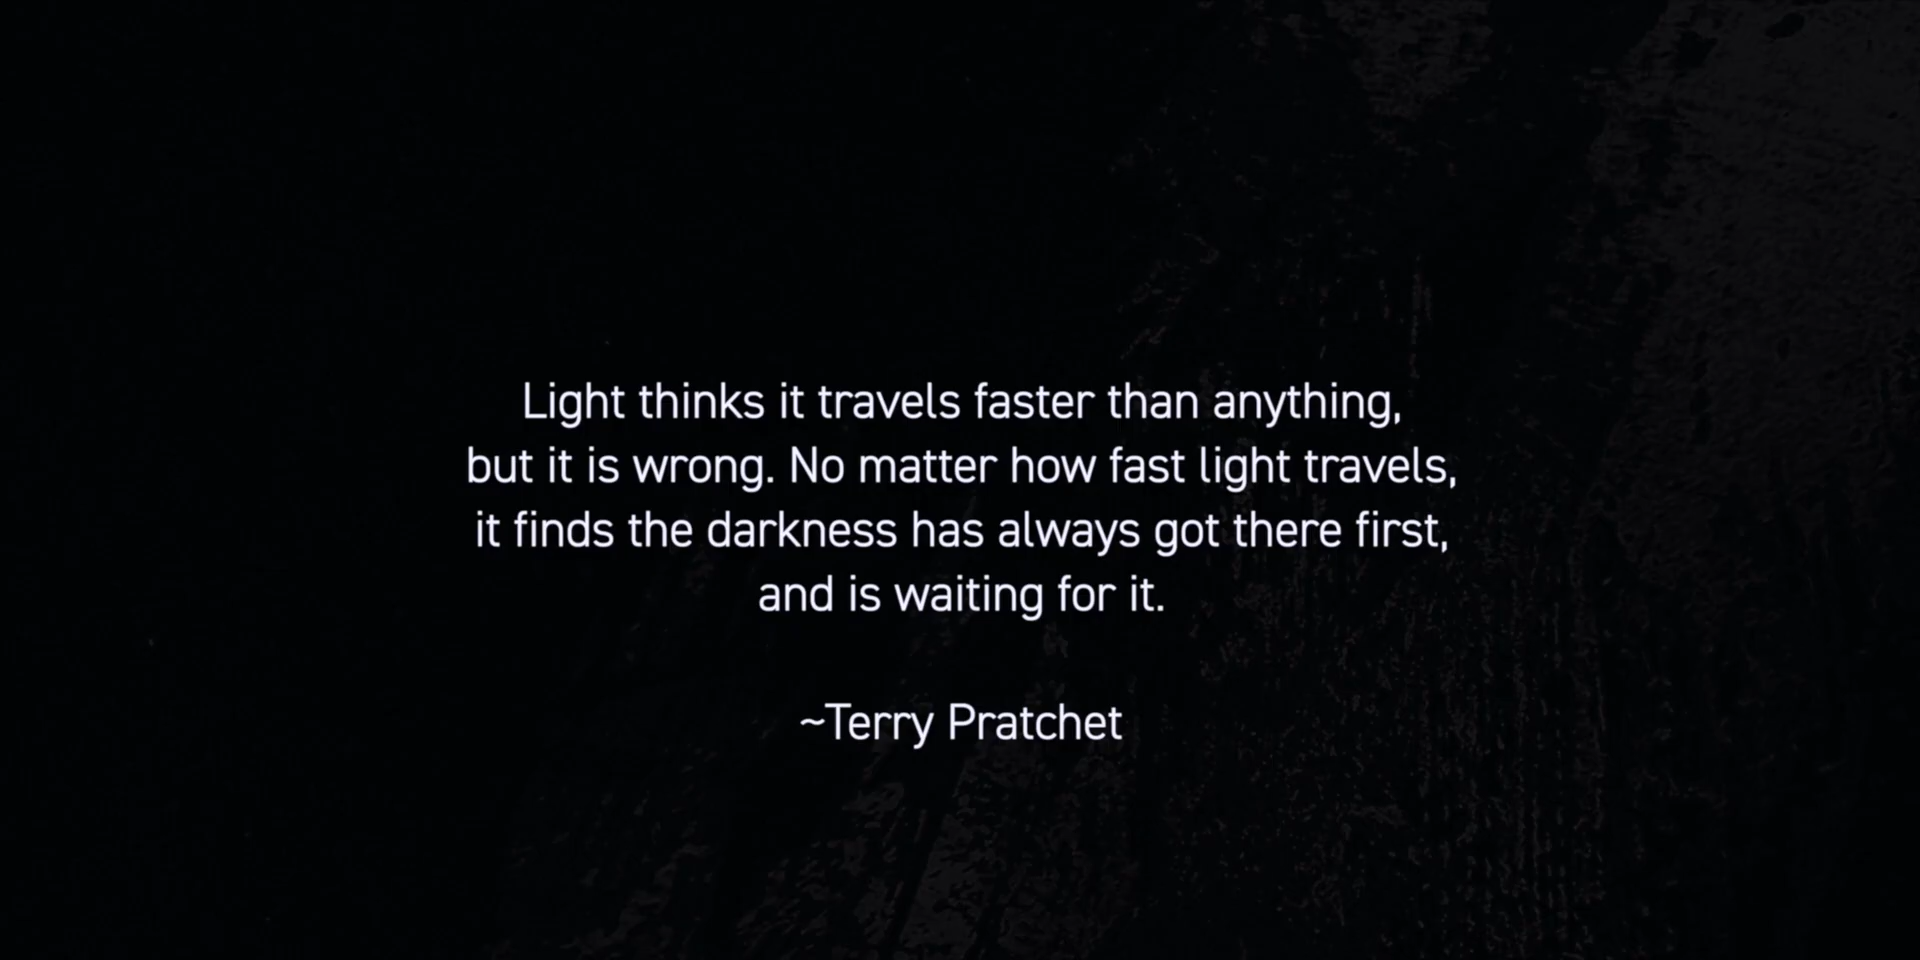 Light thinks it travels faster than anything,
but it is wrong. No matter how fast light travels,
it finds the darkness has always got there first,
and is waiting for it.
~Terry Pratchet